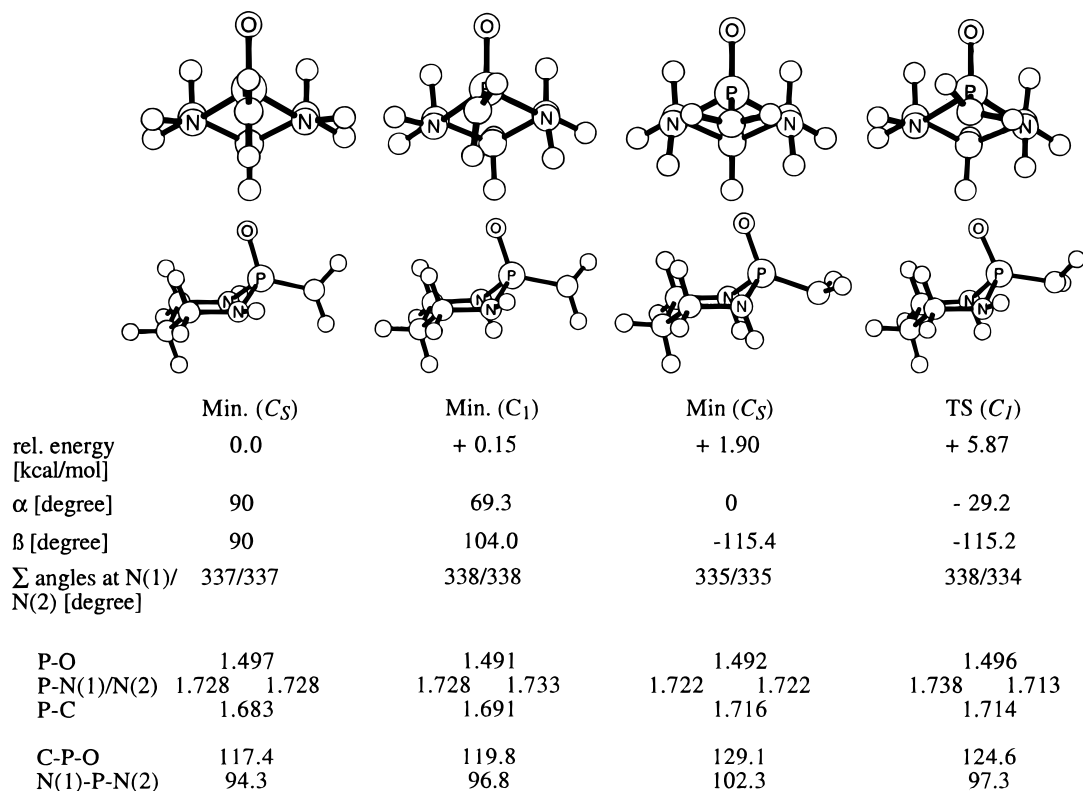 O O O O
P P P
N N N N N N N N
O O O O
P P P P
N N N N
N N N N
Min. (C_S) Min. (C₁) Min (C_S) TS (C_1)
rel. energy 0.0 + 0.15 + 1.90 + 5.87
[kcal/mol]
α [degree] 90 69.3 0 - 29.2
ß [degree] 90 104.0 -115.4 -115.2
Σ angles at N(1)/ 337/337 338/338 335/335 338/334
N(2) [degree]
P-O 1.497 1.491 1.492 1.496
P-N(1)/N(2) 1.728 1.728 1.728 1.733 1.722 1.722 1.738 1.713
P-C 1.683 1.691 1.716 1.714
C-P-O 117.4 119.8 129.1 124.6
N(1)-P-N(2) 94.3 96.8 102.3 97.3